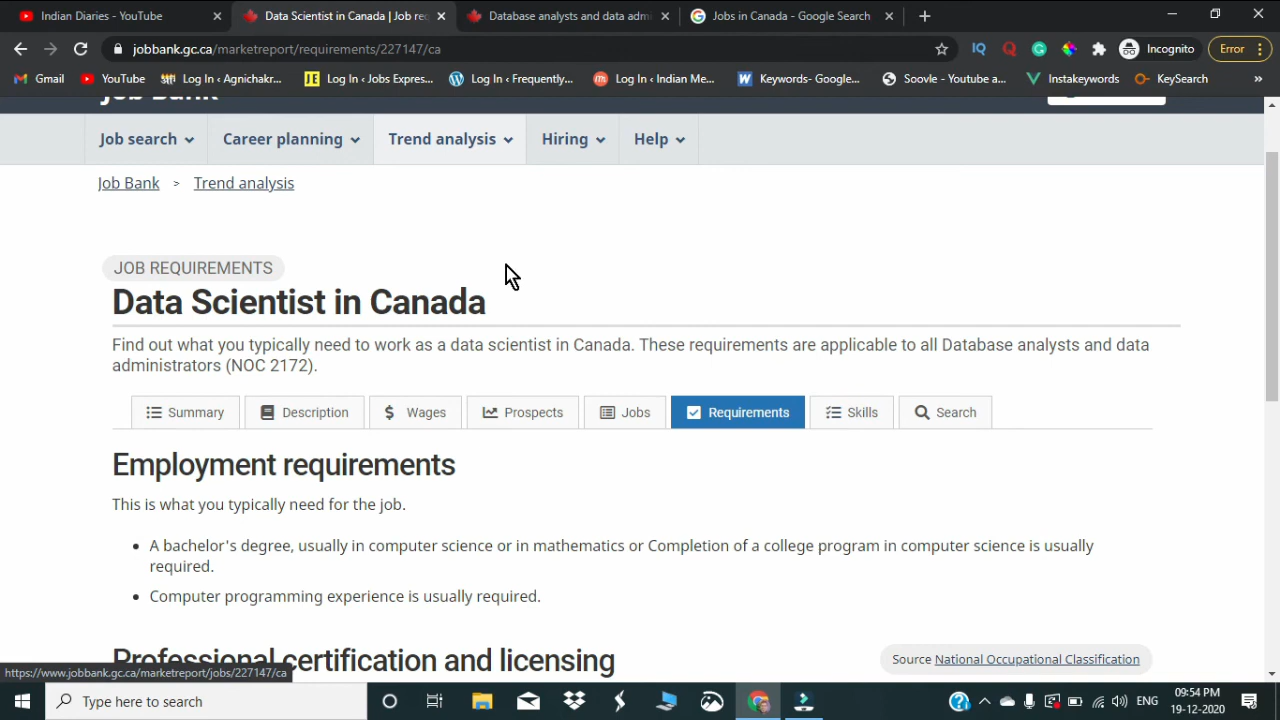 Indian Diaries - YouTube
Data Scientist in Canada | Job re
Database analysts and data adm
Jobs in Canada - Google Search
jobbank.gc.ca/marketreport/requirements/227147/ca
Incognito
Error
Gmail
YouTube
Log In ‹ Agnichakr...
Log In ‹ Jobs Expres...
Log In ‹ Frequently...
Log In ‹ Indian Me...
Keywords- Google...
Soovle - Youtube a...
Instakeywords
KeySearch
»
Job Bank
Job search
Career planning
Trend analysis
Hiring
Help
Job Bank > Trend analysis
JOB REQUIREMENTS
Data Scientist in Canada
Find out what you typically need to work as a data scientist in Canada. These requirements are applicable to all Database analysts and data
administrators (NOC 2172).
Summary
Description
$ Wages
Prospects
Jobs
Requirements
Skills
Search
Employment requirements
This is what you typically need for the job.
• A bachelor's degree, usually in computer science or in mathematics or Completion of a college program in computer science is usually
required.
• Computer programming experience is usually required.
Professional certification and licensing
Source National Occupational Classification
https://www.jobbank.gc.ca/marketreport/jobs/227147/ca
Type here to search
ENG
09:54 PM
19-12-2020